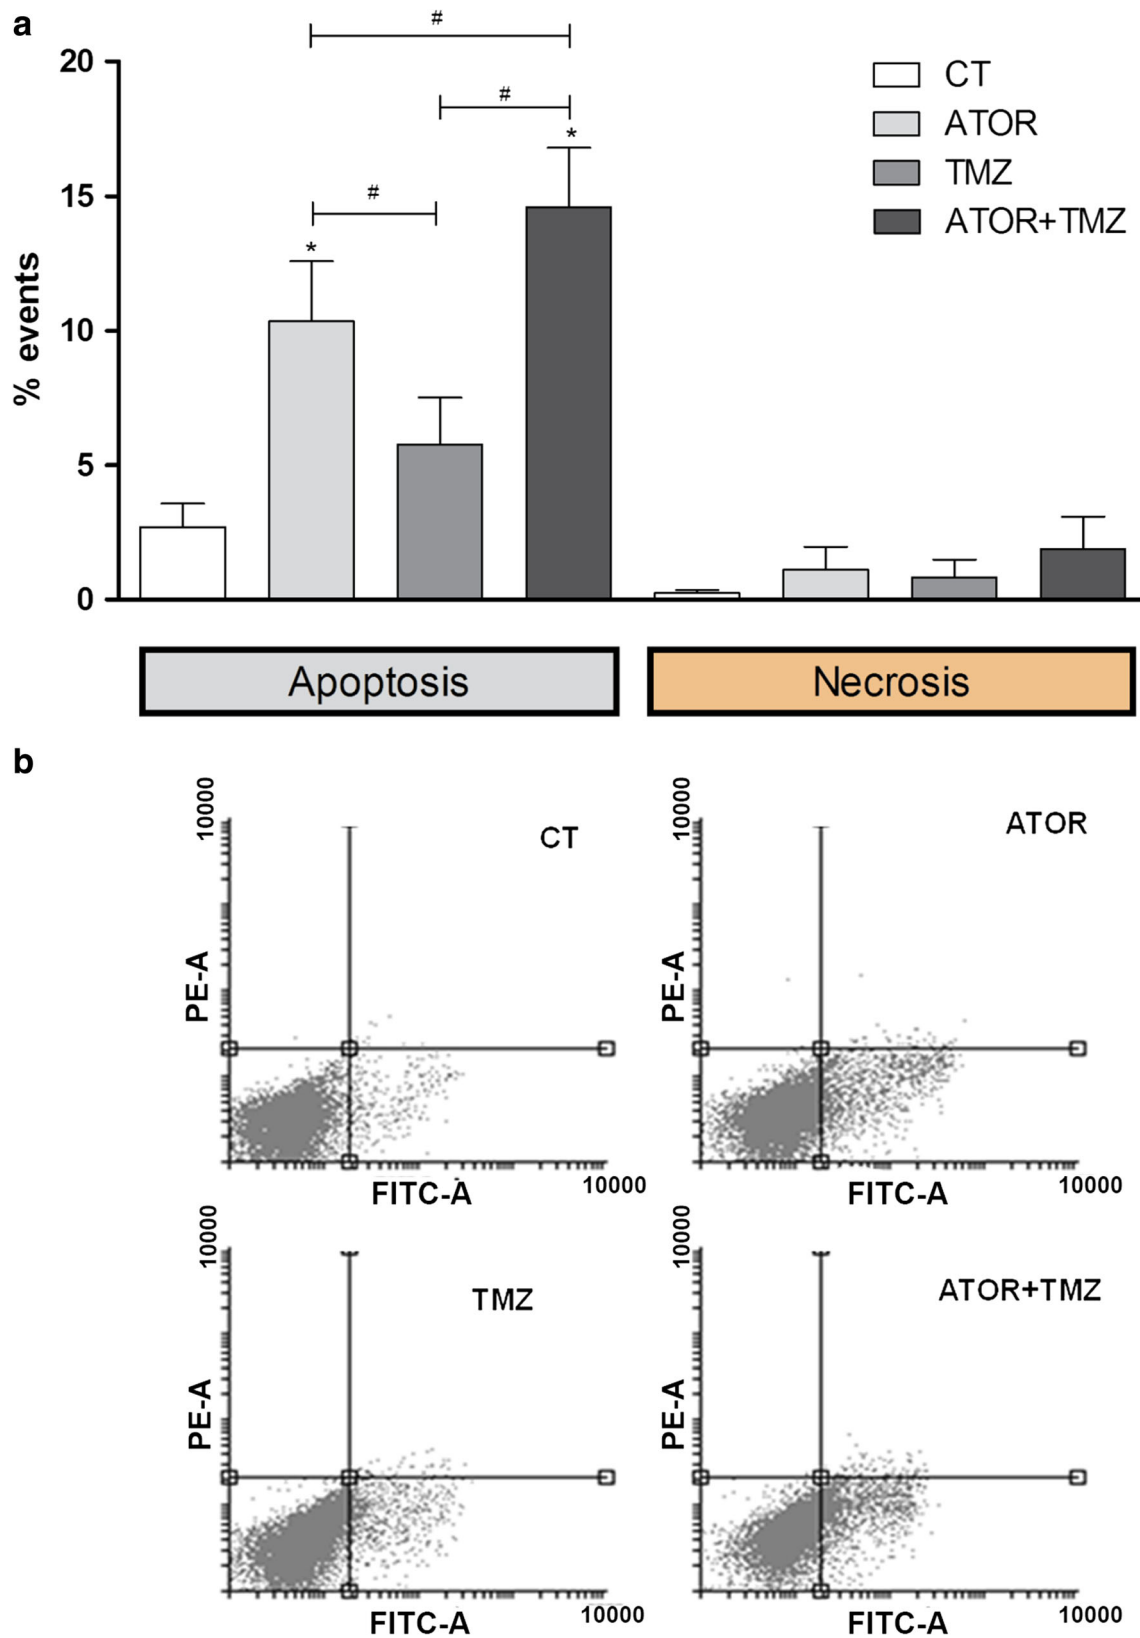 a
#
20
CT
#
ATOR
*
TMZ
15
#
ATOR+TMZ
*
% events
10
5
0
Apoptosis
Necrosis
b
10000
CT
PE-A
FITC-A
10000
10000
ATOR
PE-A
FITC-A
10000
10000
TMZ
PE-A
FITC-A
10000
10000
ATOR+TMZ
PE-A
FITC-A
10000